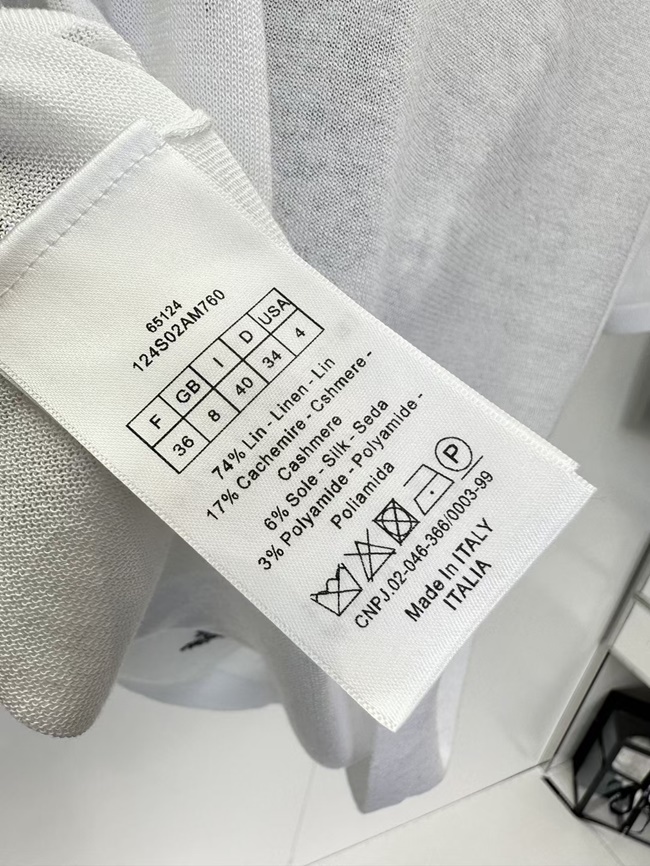 65124
124S02AM760
F GB I D USA
36 8 40 34 4
74% Lin - Linen - Lin
17% Cachemire - Cshmere -
Cashmere
6% Sole - Silk - Seda
3% Polyamide - Polyamide -
Poliamida
P
CNPJ.02-046-366/0003-99
Made In ITALY
ITALIA